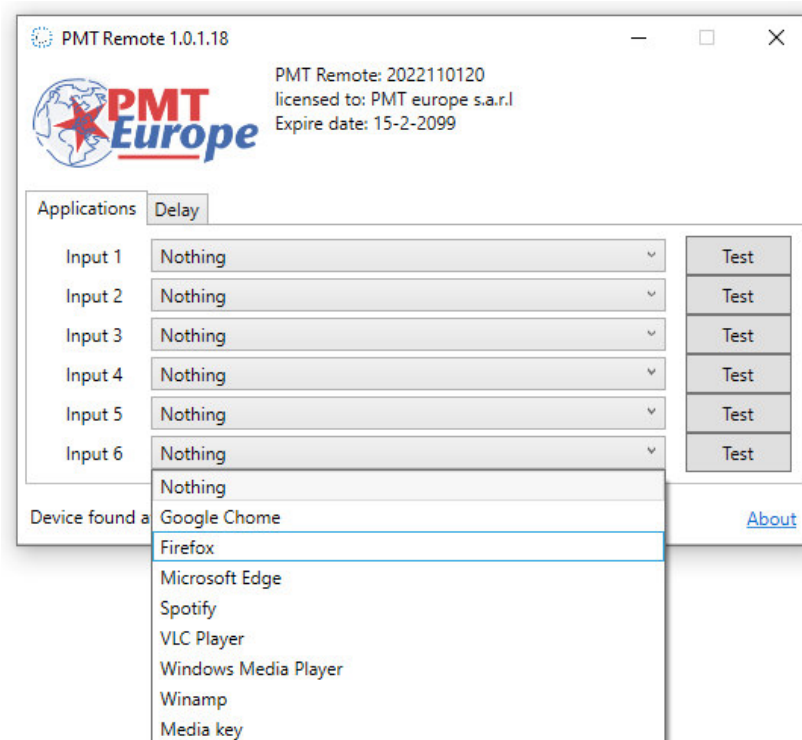 PMT Remote 1.0.1.18
PMT
Europe
PMT Remote: 2022110120
licensed to: PMT europe s.a.r.l
Expire date: 15-2-2099
Applications Delay
Input 1 Nothing Test
Input 2 Nothing Test
Input 3 Nothing Test
Input 4 Nothing Test
Input 5 Nothing Test
Input 6 Nothing Test
Nothing
Device found a Google Chome About
Firefox
Microsoft Edge
Spotify
VLC Player
Windows Media Player
Winamp
Media key